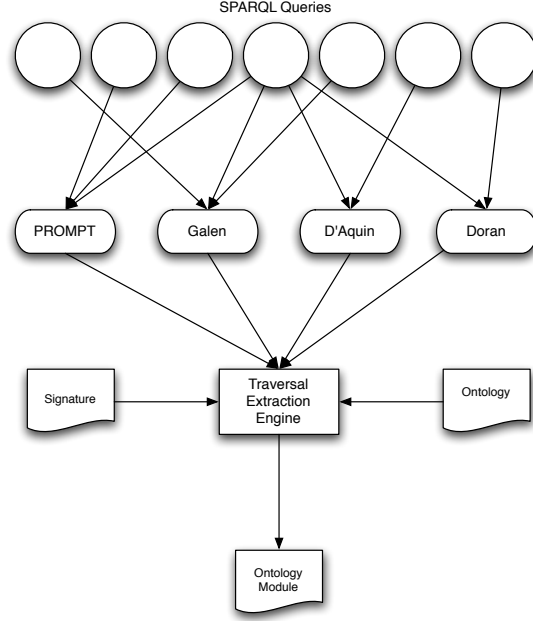 SPARQL Queries
PROMPT
Galen
D'Aquin
Doran
Signature
Traversal
Extraction
Engine
Ontology
Ontology
Module